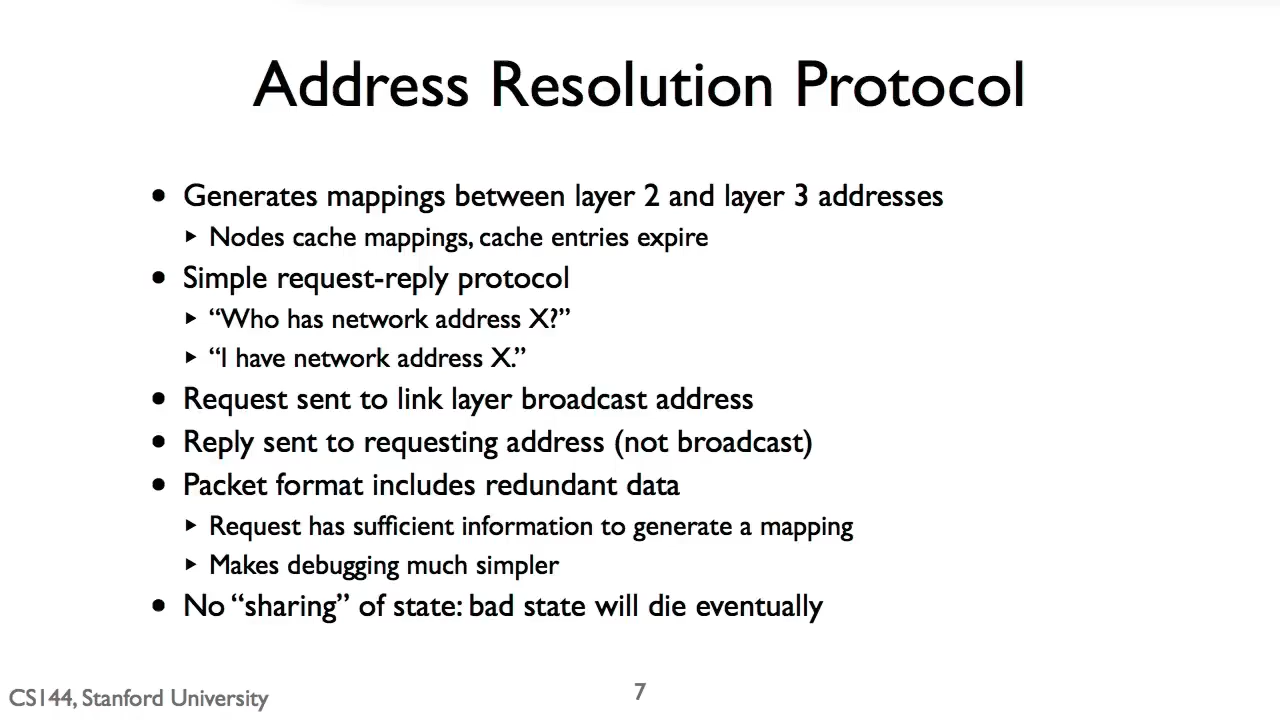 Address Resolution Protocol
• Generates mappings between layer 2 and layer 3 addresses
‣ Nodes cache mappings, cache entries expire
• Simple request-reply protocol
‣ “Who has network address X?”
‣ “I have network address X.”
• Request sent to link layer broadcast address
• Reply sent to requesting address (not broadcast)
• Packet format includes redundant data
‣ Request has sufficient information to generate a mapping
‣ Makes debugging much simpler
• No “sharing” of state: bad state will die eventually
CS144, Stanford University
7